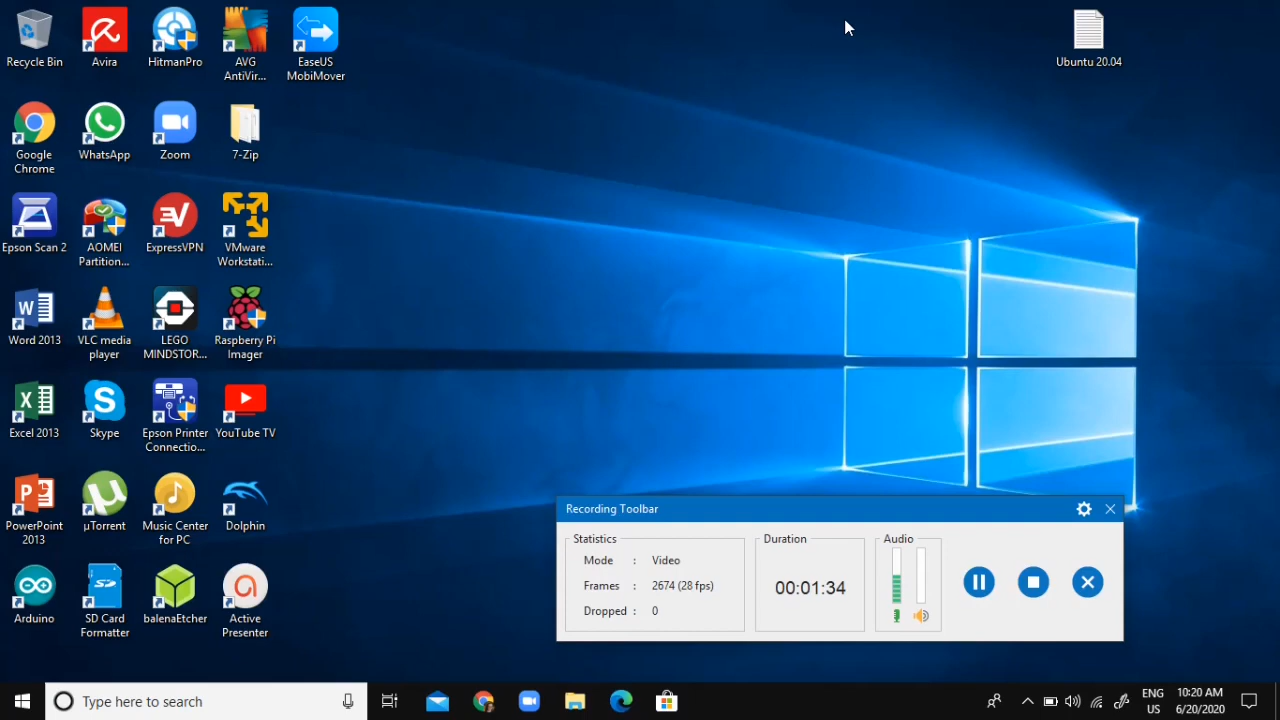 Recycle Bin
Avira
HitmanPro
AVG
AntiVir...
EaseUS
MobiMover
Ubuntu 20.04
Google
Chrome
WhatsApp
Zoom
7-Zip
Epson Scan 2
AOMEI
Partition...
ExpressVPN
VMware
Workstati...
Word 2013
VLC media
player
LEGO
MINDSTOR...
Raspberry Pi
Imager
Excel 2013
Skype
Epson Printer
Connectio...
YouTube TV
PowerPoint
2013
µTorrent
Music Center
for PC
Dolphin
Arduino
SD Card
Formatter
balenaEtcher
Active
Presenter
Recording Toolbar
Statistics
Mode : Video
Frames : 2674 (28 fps)
Dropped : 0
Duration
00:01:34
Audio
Type here to search
ENG
US
10:20 AM
6/20/2020